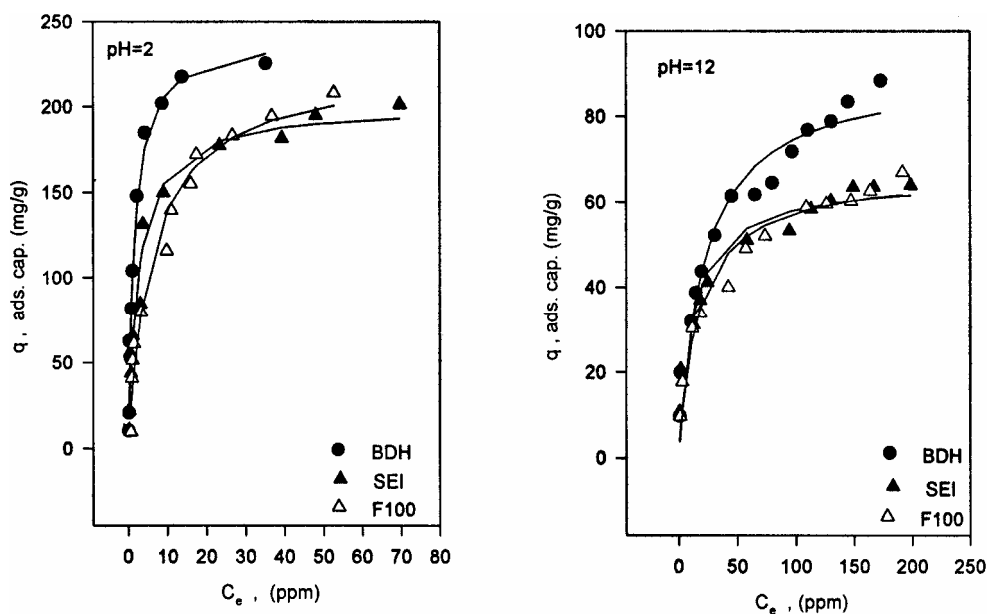 250
200
150
100
50
0
q , ads. cap. (mg/g)
pH=2
BDH
SEI
F100
0 10 20 30 40 50 60 70 80
Cₑ , (ppm)
100
80
60
40
20
0
q , ads. cap. (mg/g)
pH=12
BDH
SEI
F100
0 50 100 150 200 250
Cₑ , (ppm)